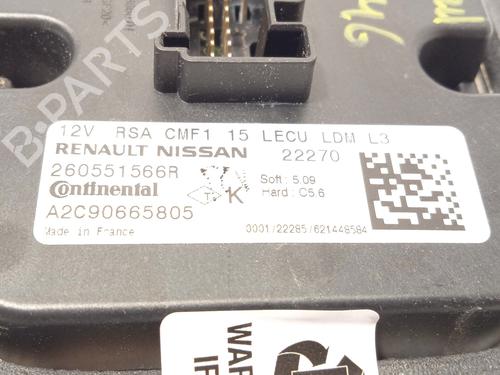 12V RSA CMF1 15 LECU LDM L3
RENAULT NISSAN 22270
260551566R
Soft : 5.09
Hard : C5.6
Continental
T
K
A2C90665805
Made in France
0001/22285/621448584
B-PARTS
WAR